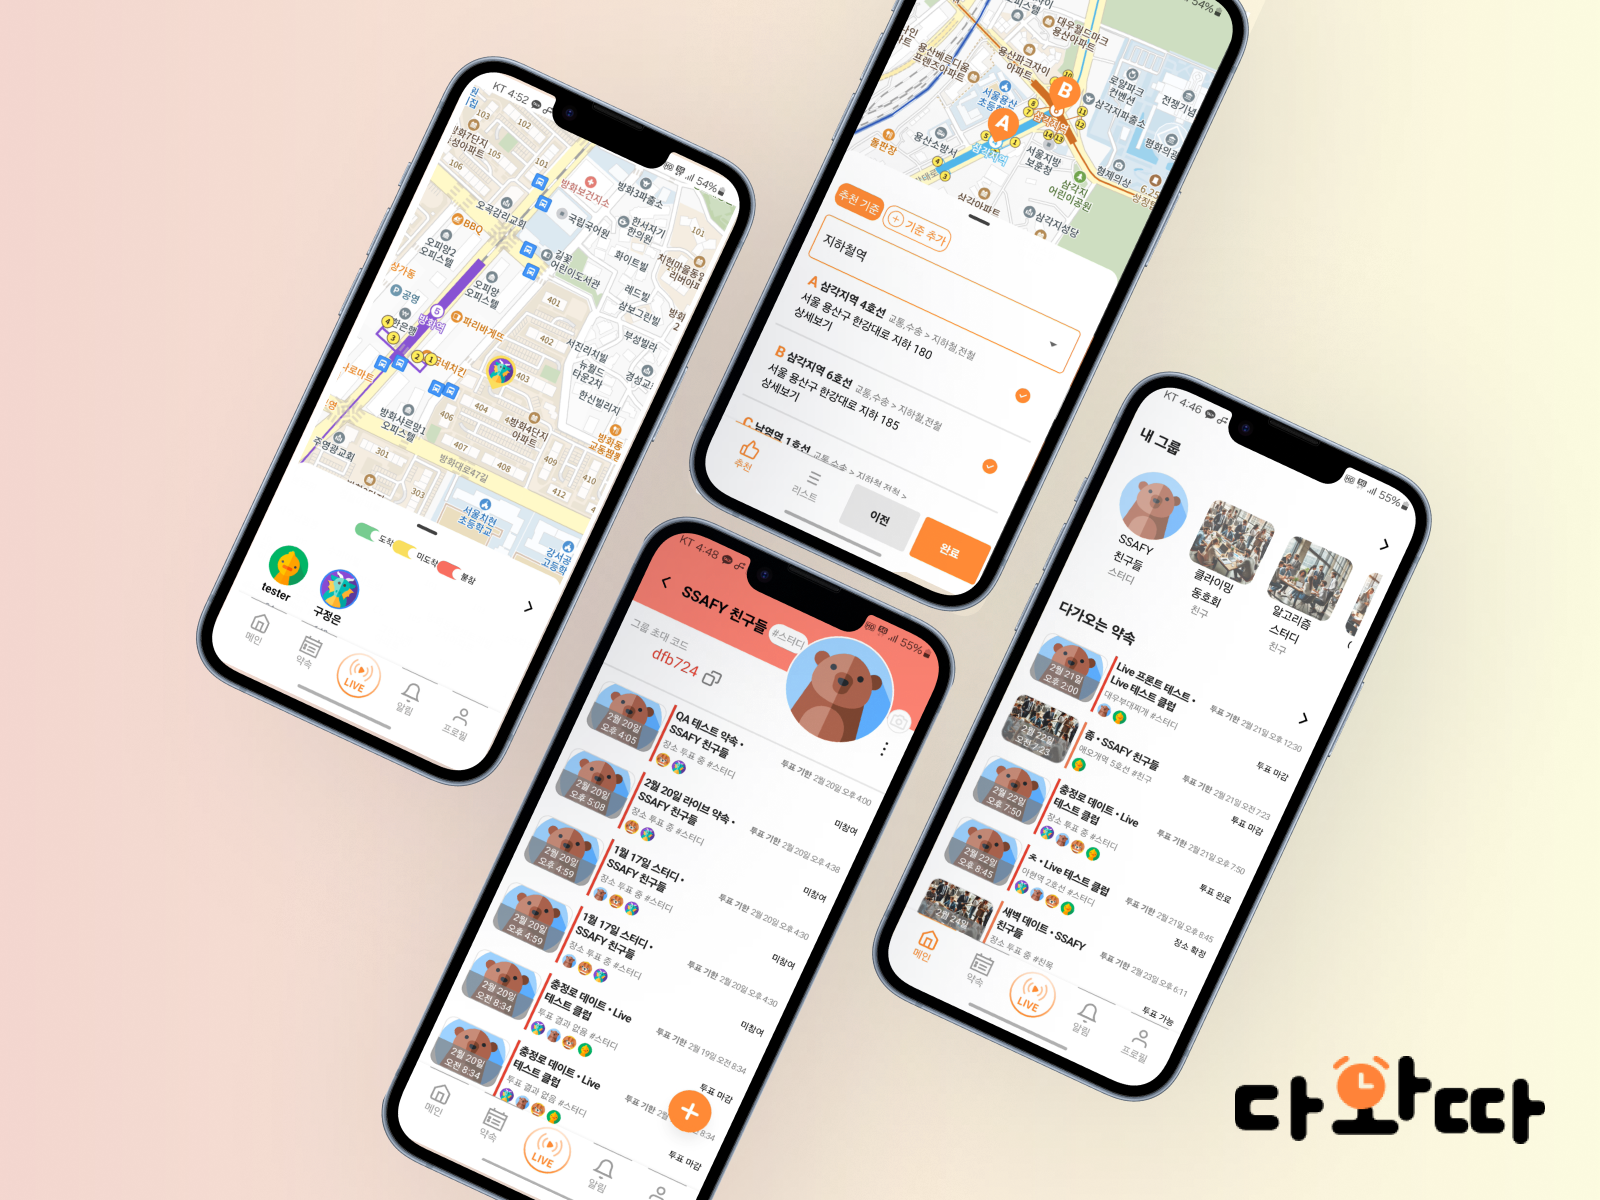 KT 4:52
54%
103
102
101
105
106
방화보건지소
방화3파출소
오곡감리교회
국립국어원
한서자기
한의원
101
BBQ
오피앙2
오피스텔
길꽃
어린이도서관
화이트빌
치현마을동
상가동
공영
오피앙
오피스텔
레드빌
삼보그린빌
401
방화
2
5
방화역
파리바게뜨
402
부성빌라
4
3
2
1
403
서진리치빌
뉴월드
타운2차
경성교
한신빌리지
404
406
방화4단지
아파트
방화샤르망1
오피스텔
407
408
409
410
412
방화대로47길
주영광교회
301
303
서울치현
초등학교
강서공
고등학
도착
미도착
불참
tester
구정은
메인
약속
LIVE
알림
프로필
54%
대우월드마크
용산아파트
용산파크자이
아파트
용산베르디움
프렌즈아파트
로얄파크
컨벤션
전쟁기념
서울용산
삼각지파출소
B
A
삼각지역
삼각지역
돌판장
용산소방서
서울지방
보훈청
형제의상
삼각지
어린이공원
삼각아파트
삼각지성당
추천 기준
기준 추가
지하철역
A 삼각지역 4호선 교통,수송 > 지하철,전철
서울 용산구 한강대로 지하 180
상세보기
B 삼각지역 6호선 교통,수송 > 지하철,전철
서울 용산구 한강대로 지하 185
상세보기
C 남영역 1호선 교통,수송 > 지하철,전철 >
추천
리스트
이전
완료
KT 4:48
55%
SSAFY 친구들
#스터디
그룹 초대 코드
dfb724
2월 20일
오후 4:05
QA 테스트 약속 •
SSAFY 친구들
장소 투표 중 #스터디
투표 기한 2월 20일 오후 4:00
미참여
2월 20일
오후 5:08
2월 20일 라이브 약속 •
SSAFY 친구들
장소 투표 중 #스터디
투표 기한 2월 20일 오후 4:38
미참여
2월 20일
오후 4:59
1월 17일 스터디 •
SSAFY 친구들
장소 투표 중 #스터디
투표 기한 2월 20일 오후 4:30
미참여
2월 20일
오후 4:59
1월 17일 스터디 •
SSAFY 친구들
장소 투표 중 #스터디
투표 기한 2월 20일 오후 4:30
미참여
2월 20일
오전 8:34
충정로 데이트 • Live
테스트 클럽
투표 결과 없음 #스터디
투표 기한 2월 19일 오전 8:34
투표 마감
2월 20일
오전 8:34
충정로 데이트 • Live
테스트 클럽
투표 결과 없음 #스터디
투표 기한 2월
8:34
투표 마감
메인
약속
LIVE
알림
KT 4:46
55%
내 그룹
SSAFY
친구들
스터디
클라이밍
동호회
친구
알고리즘
스터디
친구
다가오는 약속
2월 21일
오후 2:00
Live 프론트 테스트 •
Live 테스트 클럽
대우부대찌개 #스터디
투표 기한 2월 21일 오후 12:30
투표 마감
2월 22일
오전 7:23
좀 • SSAFY 친구들
애오개역 5호선 #친구
투표 기한 2월 21일 오전 7:23
투표 마감
2월 22일
오후 7:50
충정로 데이트 • Live
테스트 클럽
장소 투표 중 #스터디
투표 기한 2월 21일 오후 7:50
투표 완료
2월 22일
오후 8:45
ㅊ • Live 테스트 클럽
아현역 2호선 #스터디
투표 기한 2월 21일 오후 8:45
장소 확정
2월 24일
새벽 데이트 • SSAFY
친구들
장소 투표 중 #친목
투표 기한 2월 23일 오후 6:11
투표 가능
메인
약속
LIVE
알림
프로필
다와따